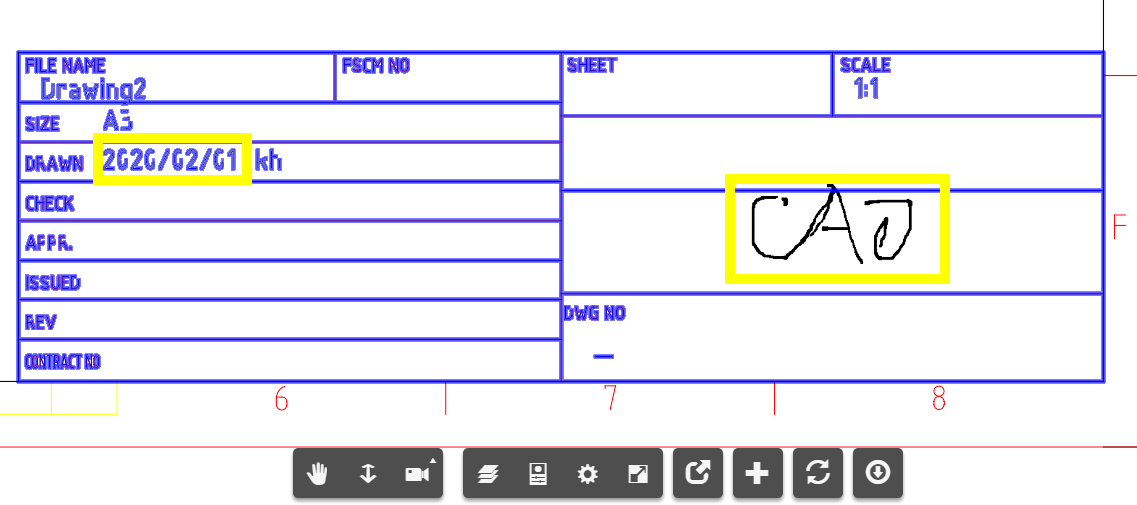 FILE NAME
Drawing2
FSCM NO
SHEET
SCALE
1:1
SIZE A3
DRAWN 2020/02/01 kh
CHECK
APPR.
ISSUED
REV
CONTRACT NO
CAD
DWG NO
—
F
6 7 8